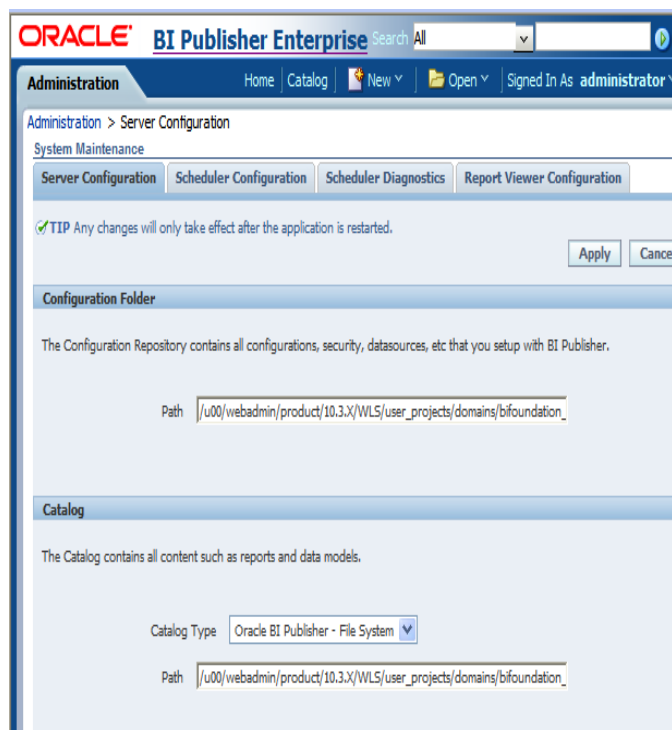 ORACLE' BI Publisher Enterprise Search All
Administration Home Catalog New Open Signed In As administrator
Administration > Server Configuration
System Maintenance
Server Configuration Scheduler Configuration Scheduler Diagnostics Report Viewer Configuration
TIP Any changes will only take effect after the application is restarted.
Apply Cance
Configuration Folder
The Configuration Repository contains all configurations, security, datasources, etc that you setup with BI Publisher.
Path /u00/webadmin/product/10.3.X/WLS/user_projects/domains/bifoundation_
Catalog
The Catalog contains all content such as reports and data models.
Catalog Type Oracle BI Publisher - File System
Path /u00/webadmin/product/10.3.X/WLS/user_projects/domains/bifoundation_